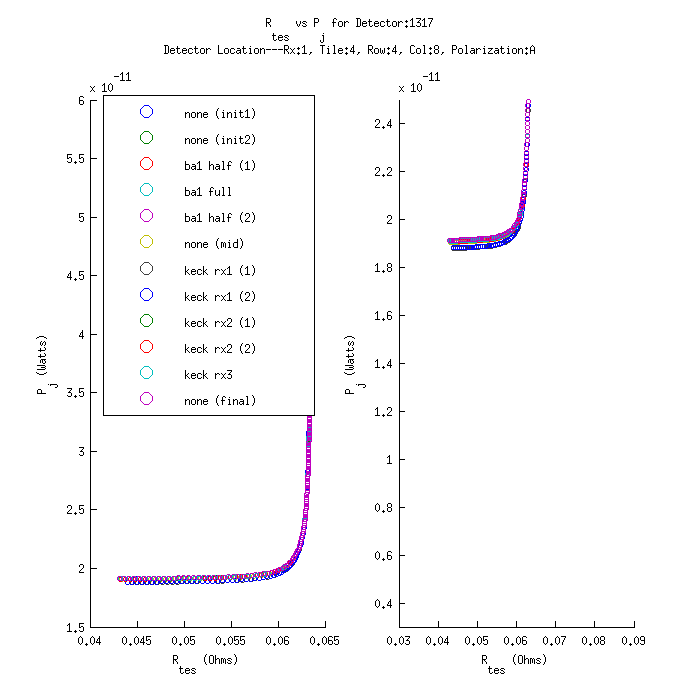 R_tes vs P_j for Detector:1317
Detector Location---Rx:1, Tile:4, Row:4, Col:8, Polarization:A
x 10^-11
6
5.5
5
4.5
4
3.5
3
2.5
2
1.5
P_j (Watts)
none (init1)
none (init2)
ba1 half (1)
ba1 full
ba1 half (2)
none (mid)
keck rx1 (1)
keck rx1 (2)
keck rx2 (1)
keck rx2 (2)
keck rx3
none (final)
0.04 0.045 0.05 0.055 0.06 0.065
R_tes (Ohms)
x 10^-11
2.4
2.2
2
1.8
1.6
1.4
1.2
1
0.8
0.6
0.4
P_j (Watts)
0.03 0.04 0.05 0.06 0.07 0.08 0.09
R_tes (Ohms)